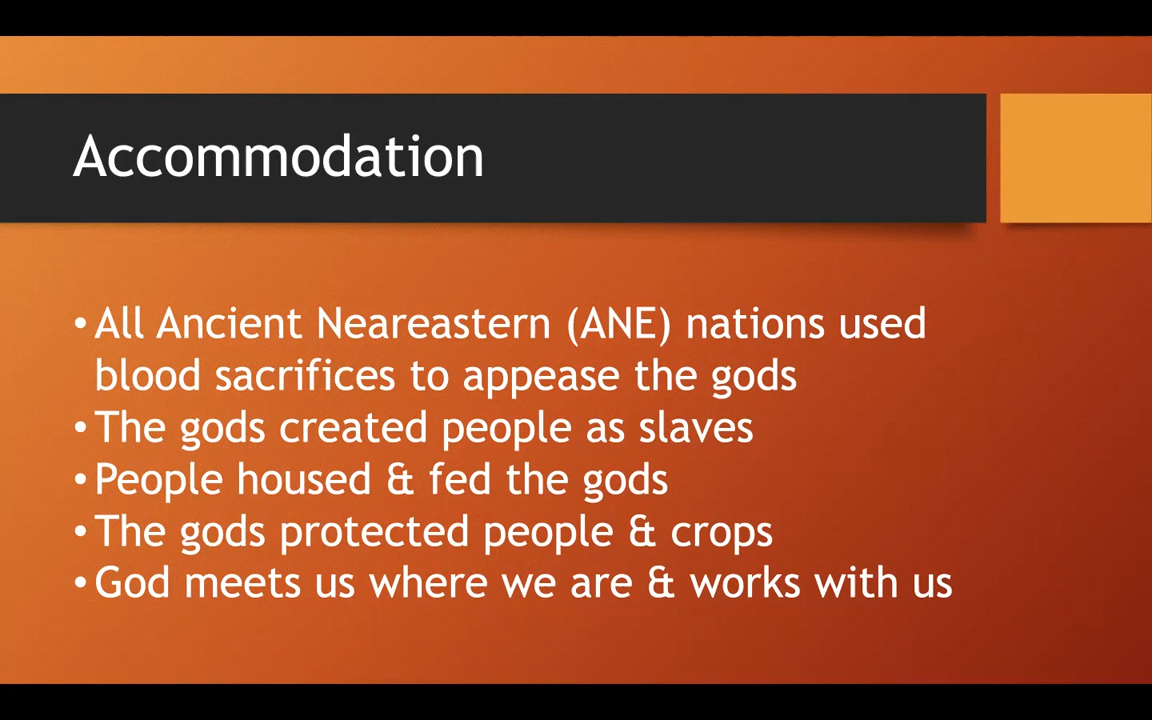 Accommodation
•All Ancient Neareastern (ANE) nations used
blood sacrifices to appease the gods
•The gods created people as slaves
•People housed & fed the gods
•The gods protected people & crops
•God meets us where we are & works with us